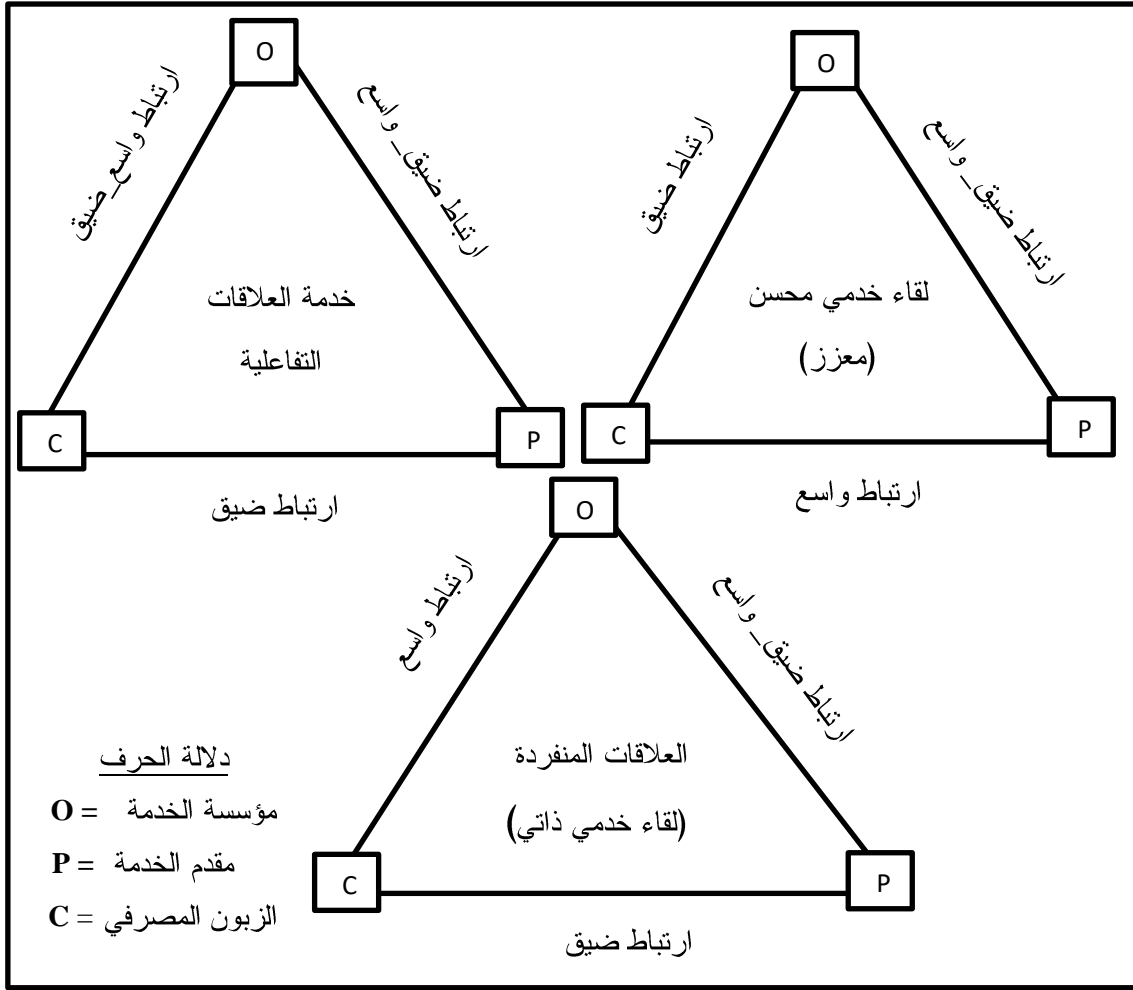 O
ارتباط ضيق
ارتباط ضيق_ واسع
لقاء خدمي محسن
(معزز)
C
P
ارتباط واسع
O
ارتباط واسع_ضيق
ارتباط ضيق_ واسع
خدمة العلاقات
التفاعلية
C
P
ارتباط ضيق
O
ارتباط واسع
ارتباط ضيق_ واسع
العلاقات المنفردة
(لقاء خدمي ذاتي)
C
P
ارتباط ضيق
دلالة الحرف
O = مؤسسة الخدمة
P = مقدم الخدمة
C = الزبون المصرفي